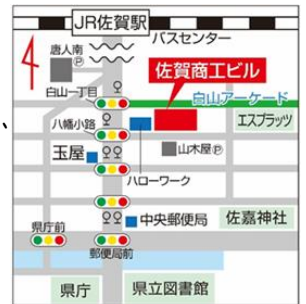 JR佐賀駅
バスセンター
唐人南
P
佐賀商工ビル
白山一丁目
白山アーケード
、
八幡小路
エスプラッツ
玉屋
山木屋P
ハローワーク
中央郵便局
佐嘉神社
県庁前
郵便局前
県庁
県立図書館